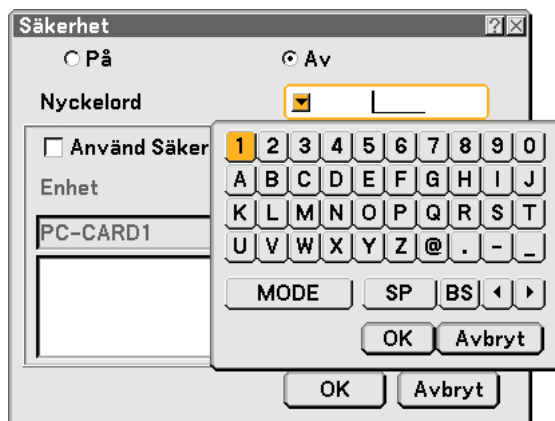 Säkerhet
På Av
Nyckelord
Använd Säker
Enhet
PC-CARD1
1 2 3 4 5 6 7 8 9 0
A B C D E F G H I J
K L M N O P Q R S T
U V W X Y Z @ . - _
MODE SP BS
OK Avbryt
OK Avbryt